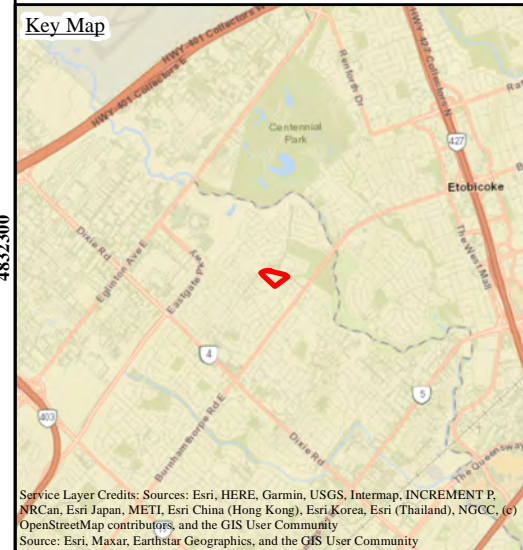 Key Map
HWY-401 Collectors W
HWY-401 Collectors E
HWY 427 Collectors N
Renforth Dr
Centennial
Park
427
Etobicoke
The West Mall
4832300
Dixie Rd
Eglinton Ave E
Eastgate Pky
4
5
403
Burnhamthorpe Rd E
Dixie Rd
The Queensway
Service Layer Credits: Sources: Esri, HERE, Garmin, USGS, Intermap, INCREMENT P,
NRCan, Esri Japan, METI, Esri China (Hong Kong), Esri Korea, Esri (Thailand), NGCC, (c)
OpenStreetMap contributors, and the GIS User Community
Source: Esri, Maxar, Earthstar Geographics, and the GIS User Community